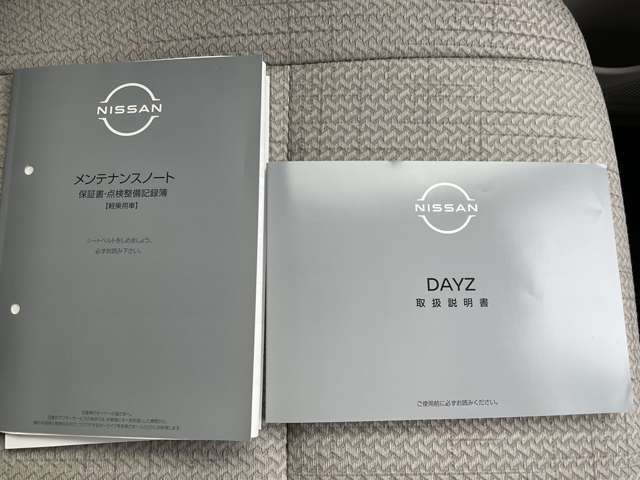 NISSAN
メンテナンスノート
保証書・点検整備記録簿
【軽乗用車】
シートベルトをしめましょう。
必ずお読み下さい。
NISSAN
DAYZ
取扱説明書
ご使用前に必ずお読みください。